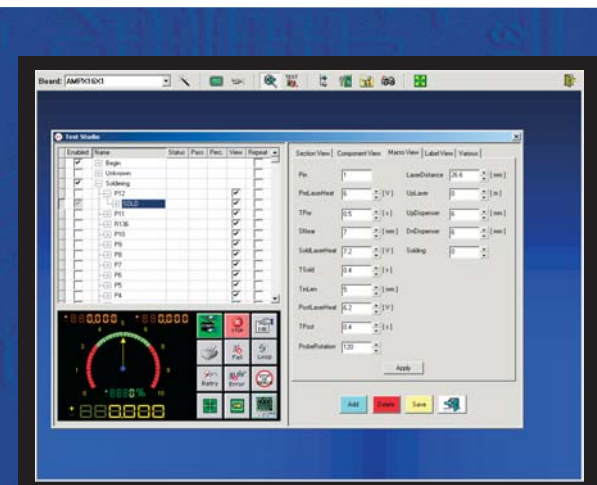 Board: AMPIX16X1
Test Studio
Enabled Name Status Pass Perc. View Repeat
Begin
Unknown
Soldering
P12
SOLD
P11
R136
P10
P9
P8
P7
P6
P5
P4
Section View Component View Macro View Label View Various
Pin 1 LaserDistance 26.6 [mm]
PreLaserHeat 6 [V] UpLaser 0 [m]
TPre 0.5 [s] UpDispenser 6 [mm]
SNear 7 [mm] DnDispenser 6 [mm]
SoldLaserHeat 7.2 [V] Solding 0
TSold 0.4 [s]
TinLen 5 [mm]
PostLaserHeat 6.2 [V]
TPost 0.4 [s]
ProbeRotation 120
Apply
Add Delete Save
STOP
Fail Loop
Retry Error